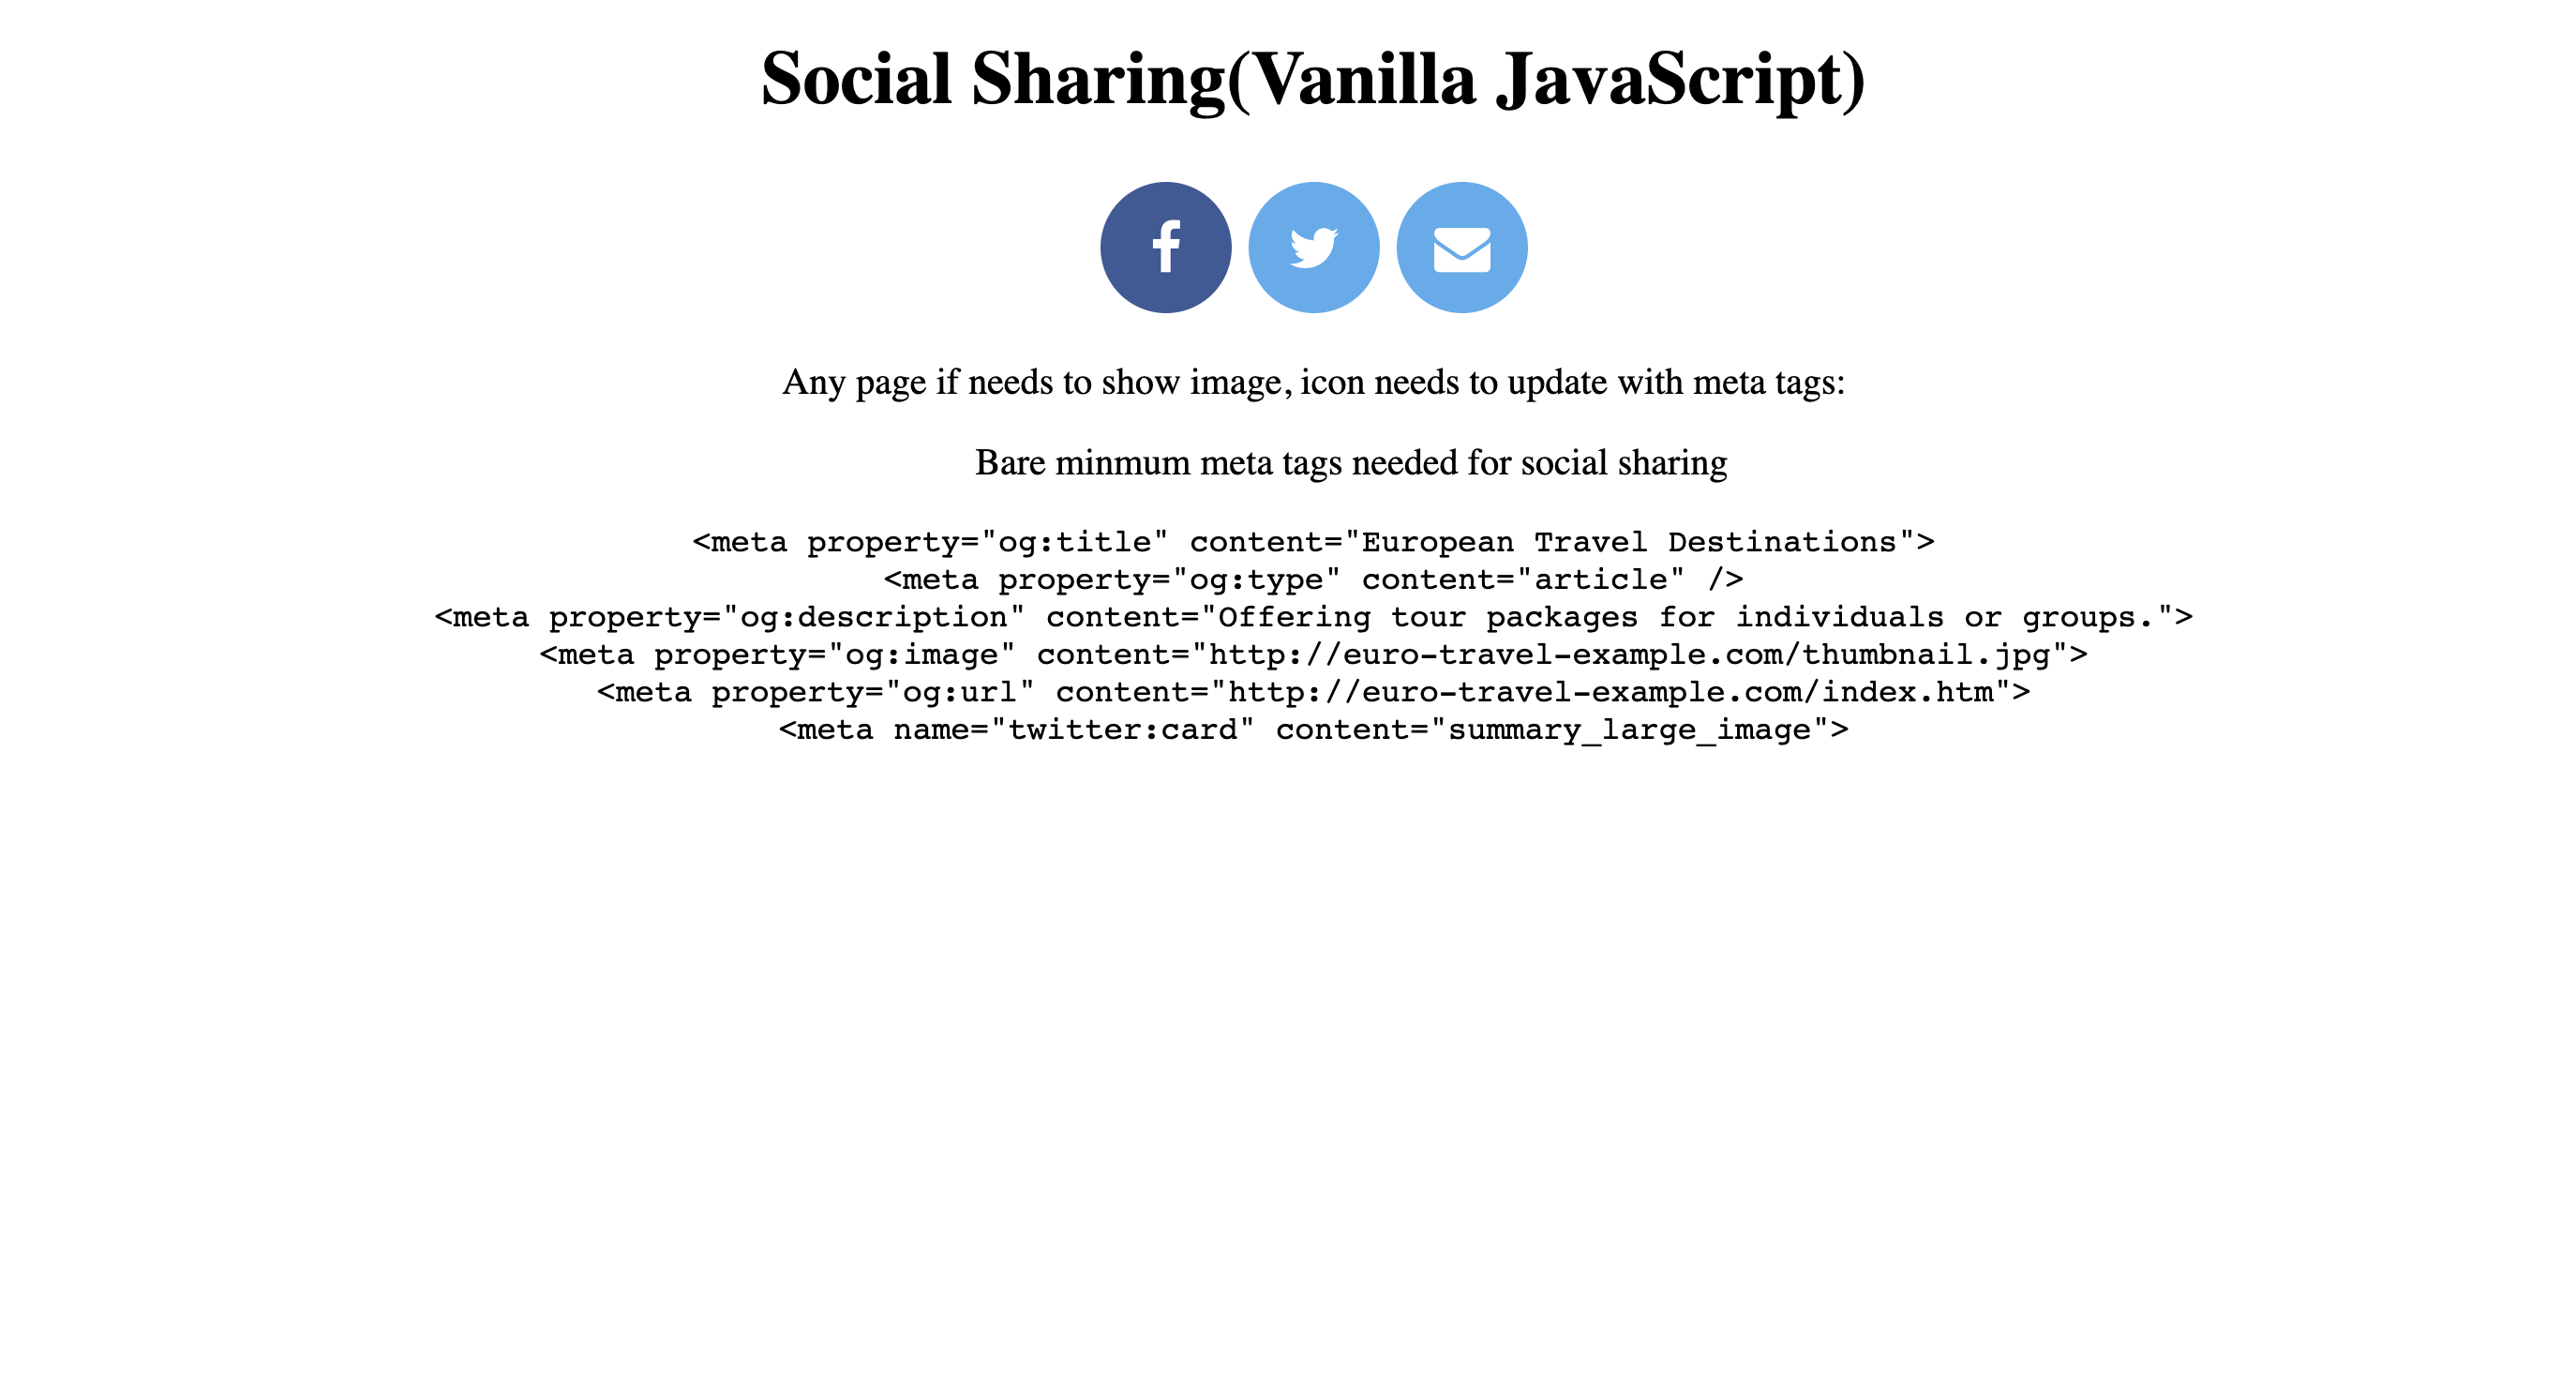 Social Sharing(Vanilla JavaScript)
Any page if needs to show image, icon needs to update with meta tags:
Bare minmum meta tags needed for social sharing
<meta property="og:title" content="European Travel Destinations">
<meta property="og:type" content="article" />
<meta property="og:description" content="Offering tour packages for individuals or groups.">
<meta property="og:image" content="http://euro-travel-example.com/thumbnail.jpg">
<meta property="og:url" content="http://euro-travel-example.com/index.htm">
<meta name="twitter:card" content="summary_large_image">